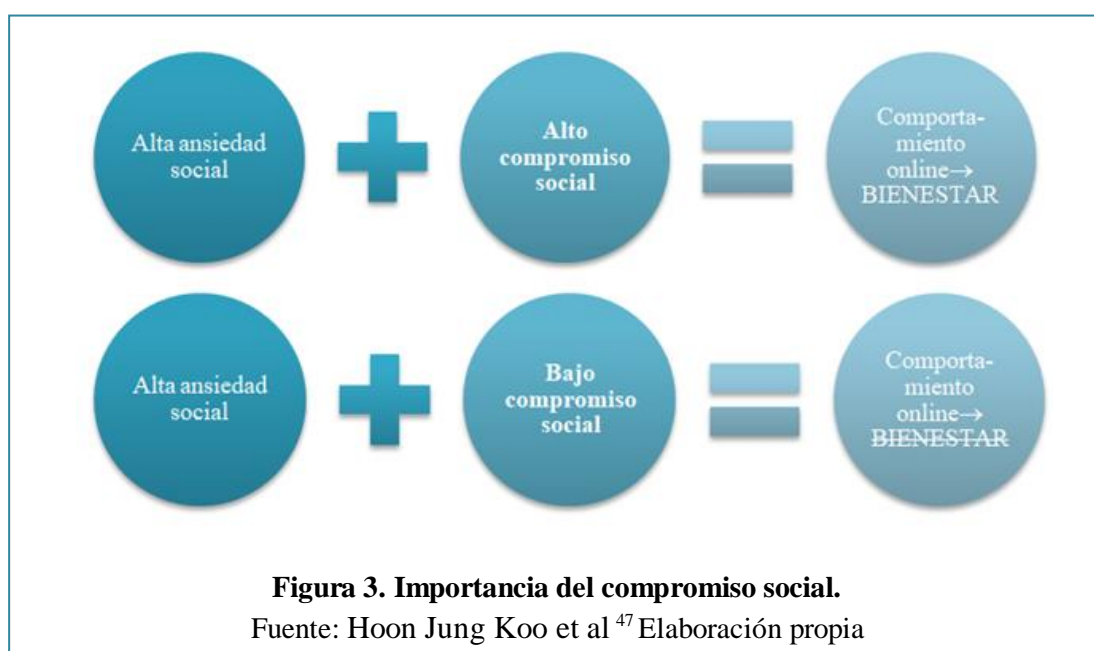 Alta ansiedad
social
Alto
compromiso
social
Comporta-
miento
online→
BIENESTAR
Alta ansiedad
social
Bajo
compromiso
social
Comporta-
miento
online→
BIENESTAR
Figura 3. Importancia del compromiso social.
Fuente: Hoon Jung Koo et al 47 Elaboración propia